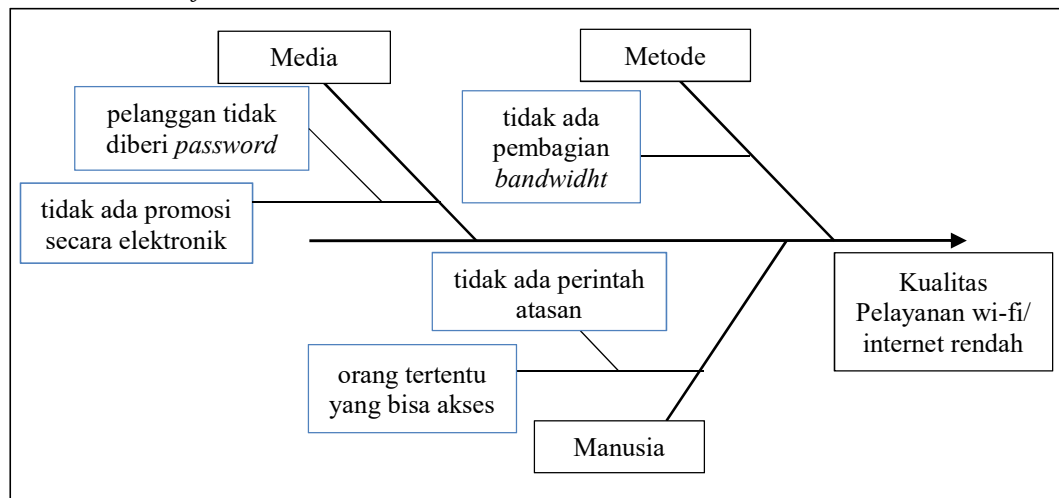 Media
Metode
pelanggan tidak
diberi password
tidak ada
pembagian
bandwidht
tidak ada promosi
secara elektronik
tidak ada perintah
atasan
Kualitas
Pelayanan wi-fi/
internet rendah
orang tertentu
yang bisa akses
Manusia